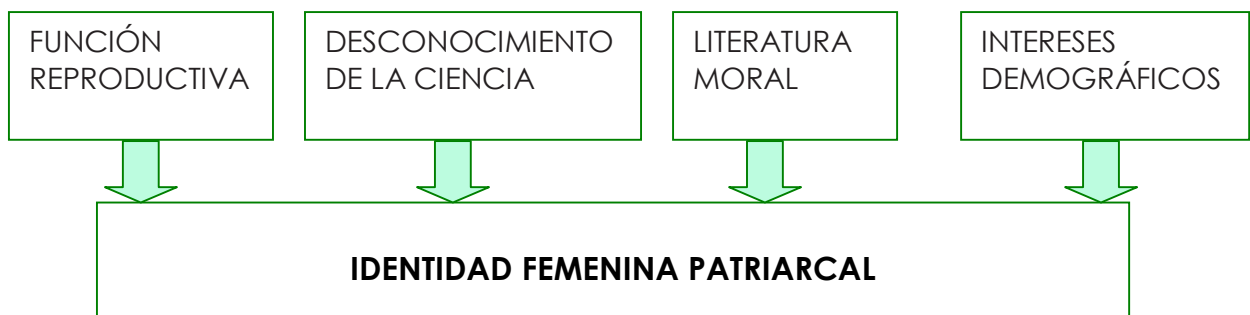 FUNCIÓN
REPRODUCTIVA
DESCONOCIMIENTO
DE LA CIENCIA
LITERATURA
MORAL
INTERESES
DEMOGRÁFICOS
IDENTIDAD FEMENINA PATRIARCAL